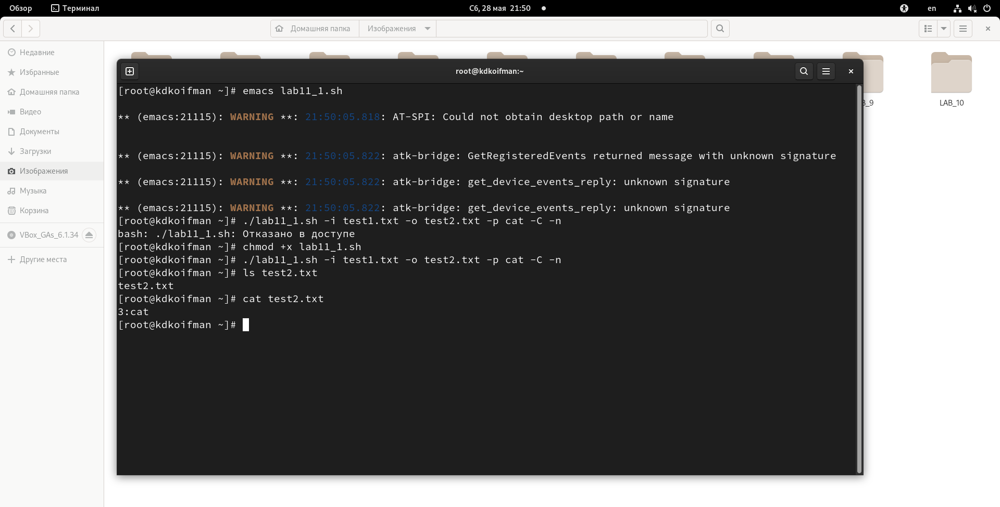 Обзор
Терминал
Сб, 28 мая 21:50
en
Домашняя папка
Изображения
Недавние
Избранные
Домашняя папка
Видео
Документы
Загрузки
Изображения
Музыка
Корзина
VBox_GAs_6.1.34
Другие места
LAB_10
root@kdkoifman:~
[root@kdkoifman ~]# emacs lab11_1.sh
** (emacs:21115): WARNING **: 21:50:05.818: AT-SPI: Could not obtain desktop path or name
** (emacs:21115): WARNING **: 21:50:05.822: atk-bridge: GetRegisteredEvents returned message with unknown signature
** (emacs:21115): WARNING **: 21:50:05.822: atk-bridge: get_device_events_reply: unknown signature
** (emacs:21115): WARNING **: 21:50:05.822: atk-bridge: get_device_events_reply: unknown signature
[root@kdkoifman ~]# ./lab11_1.sh -i test1.txt -o test2.txt -p cat -C -n
bash: ./lab11_1.sh: Отказано в доступе
[root@kdkoifman ~]# chmod +x lab11_1.sh
[root@kdkoifman ~]# ./lab11_1.sh -i test1.txt -o test2.txt -p cat -C -n
[root@kdkoifman ~]# ls test2.txt
test2.txt
[root@kdkoifman ~]# cat test2.txt
3:cat
[root@kdkoifman ~]#